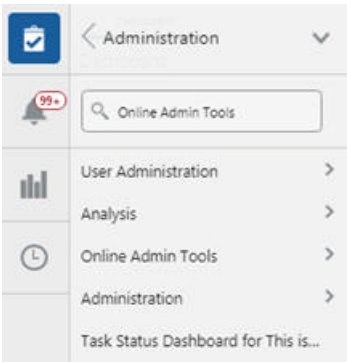 Administration
99+
Online Admin Tools
User Administration
Analysis
Online Admin Tools
Administration
Task Status Dashboard for This is...